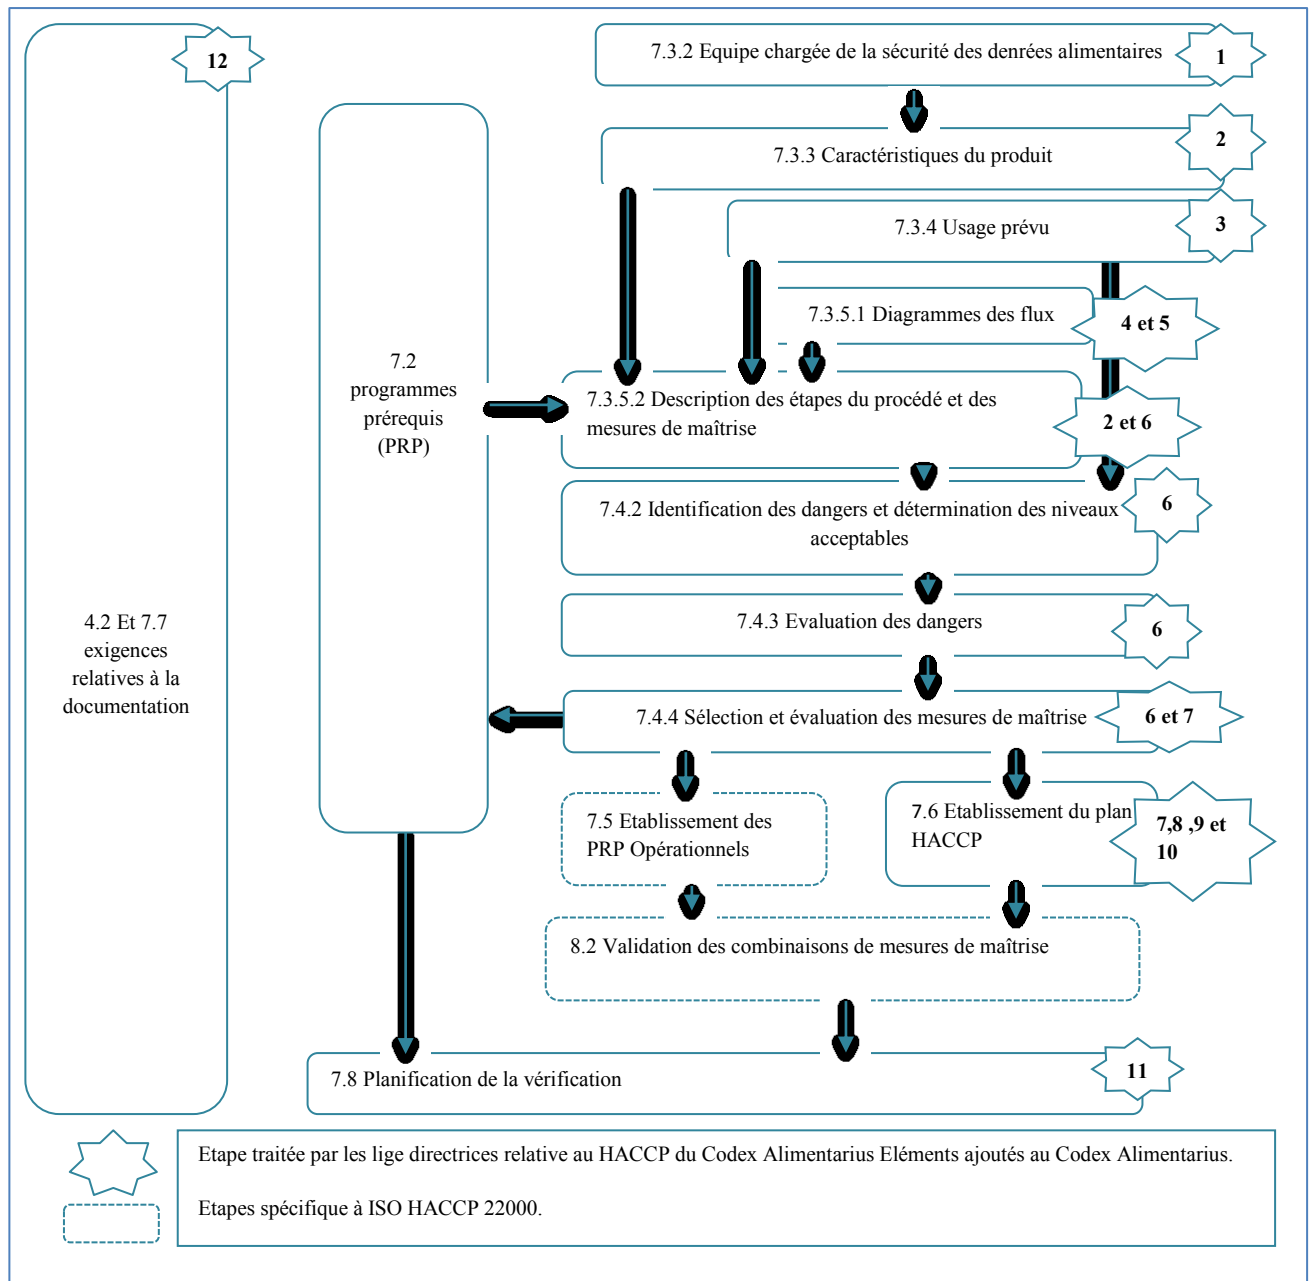 12
7.3.2 Equipe chargée de la sécurité des denrées alimentaires
1
7.3.3 Caractéristiques du produit
2
7.3.4 Usage prévu
3
7.3.5.1 Diagrammes des flux
4 et 5
7.2
programmes
prérequis
(PRP)
7.3.5.2 Description des étapes du procédé et des
mesures de maîtrise
2 et 6
7.4.2 Identification des dangers et détermination des niveaux
acceptables
6
4.2 Et 7.7
exigences
relatives à la
documentation
7.4.3 Evaluation des dangers
6
7.4.4 Sélection et évaluation des mesures de maîtrise
6 et 7
7.5 Etablissement des
PRP Opérationnels
7.6 Etablissement du plan
HACCP
7,8 ,9 et
10
8.2 Validation des combinaisons de mesures de maîtrise
7.8 Planification de la vérification
11
Etape traitée par les lige directrices relative au HACCP du Codex Alimentarius Eléments ajoutés au Codex Alimentarius.
Etapes spécifique à ISO HACCP 22000.